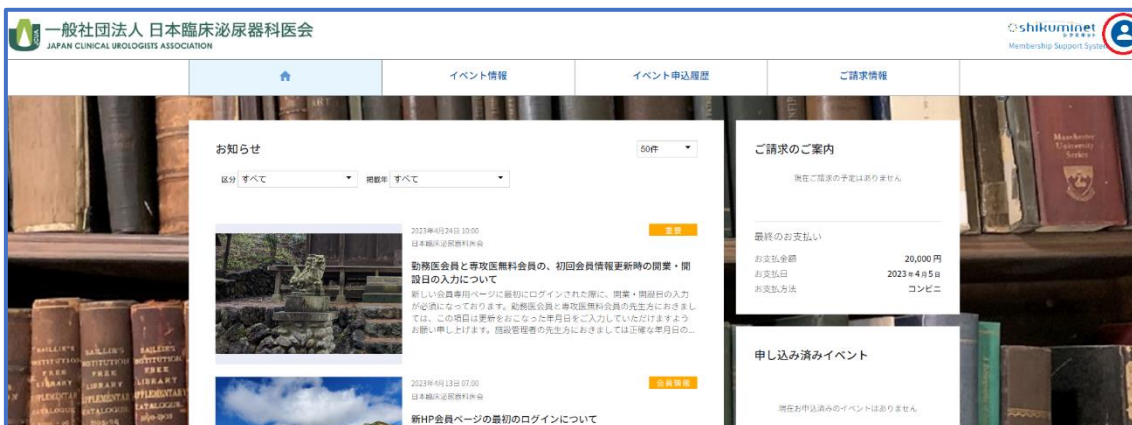 一般社団法人 日本臨床泌尿器科医会
JAPAN CLINICAL UROLOGISTS ASSOCIATION
shikuminet
シクミネット
Membership Support System
イベント情報
イベント申込履歴
ご請求情報
お知らせ
50件
区分 すべて
掲載年 すべて
2023年4月24日 10:00
重要
日本臨床泌尿器科医会
勤務医会員と専攻医無料会員の、初回会員情報更新時の開業・開
設日の入力について
新しい会員専用ページに最初にログインされた際に、開業・開設日の入力
が必須になっております。勤務医会員と専攻医無料会員の先生方におきまし
ては、この項目は更新をおこなった年月日をご入力していただけますよう
お願い申し上げます。施設管理者の先生方におきましては正確な年月日の...
2023年4月13日 07:00
会員情報
日本臨床泌尿器科医会
新HP会員ページの最初のログインについて
ご請求のご案内
現在ご請求の予定はありません
最終のお支払い
お支払金額 20,000 円
お支払日 2023年4月5日
お支払方法 コンビニ
申し込み済みイベント
現在お申込済みのイベントはありません
Manchester
University
Series
BAILLIE'S
INSTITUTION
FREE
LIBRARY
SUPPLEMENTARY
CATALOGUE